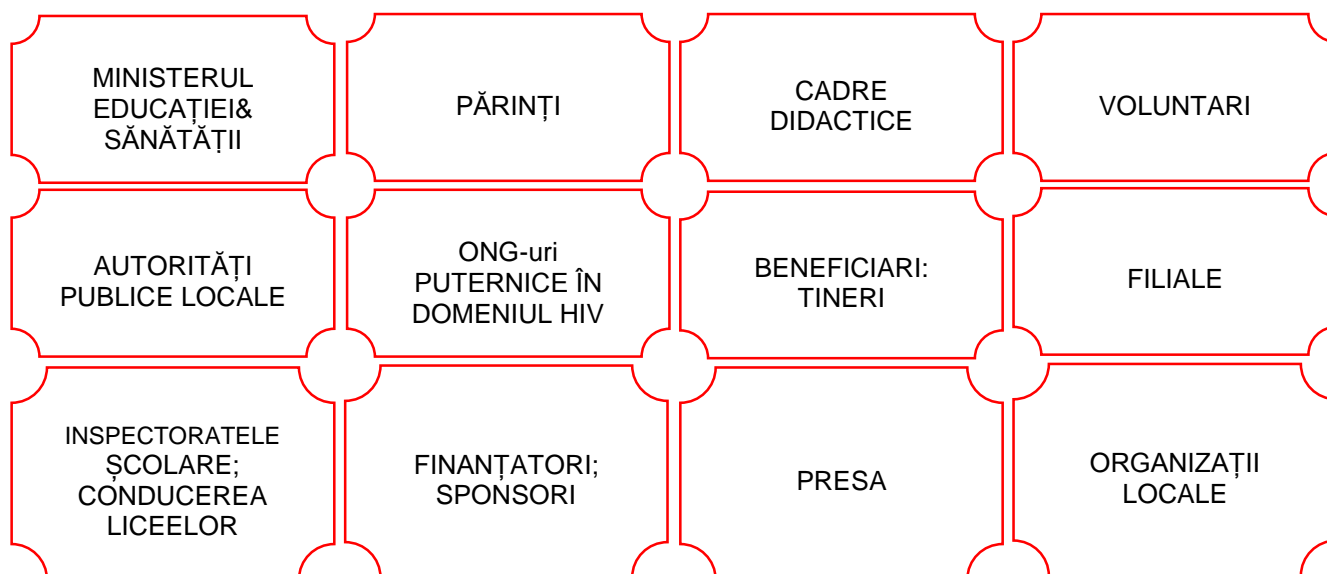 MINISTERUL
EDUCAȚIEI&
SĂNĂTĂȚII
PĂRINȚI
CADRE
DIDACTICE
VOLUNTARI
AUTORITĂȚI
PUBLICE LOCALE
ONG-uri
PUTERNICE ÎN
DOMENIUL HIV
BENEFICIARI:
TINERI
FILIALE
INSPECTORATELE
ȘCOLARE;
CONDUCEREA
LICEELOR
FINANȚATORI;
SPONSORI
PRESA
ORGANIZAȚII
LOCALE